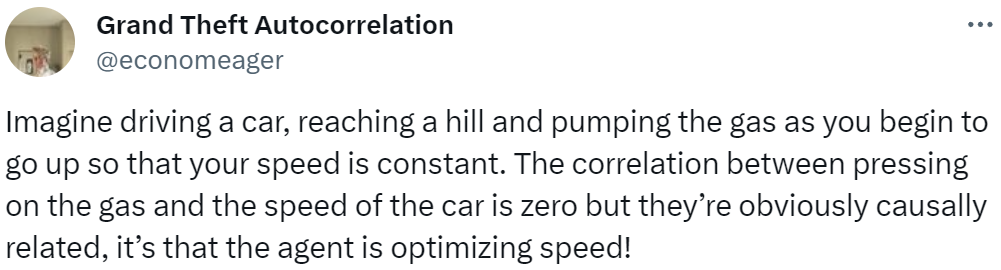 Grand Theft Autocorrelation
@economeager
Imagine driving a car, reaching a hill and pumping the gas as you begin to
go up so that your speed is constant. The correlation between pressing
on the gas and the speed of the car is zero but they’re obviously causally
related, it’s that the agent is optimizing speed!